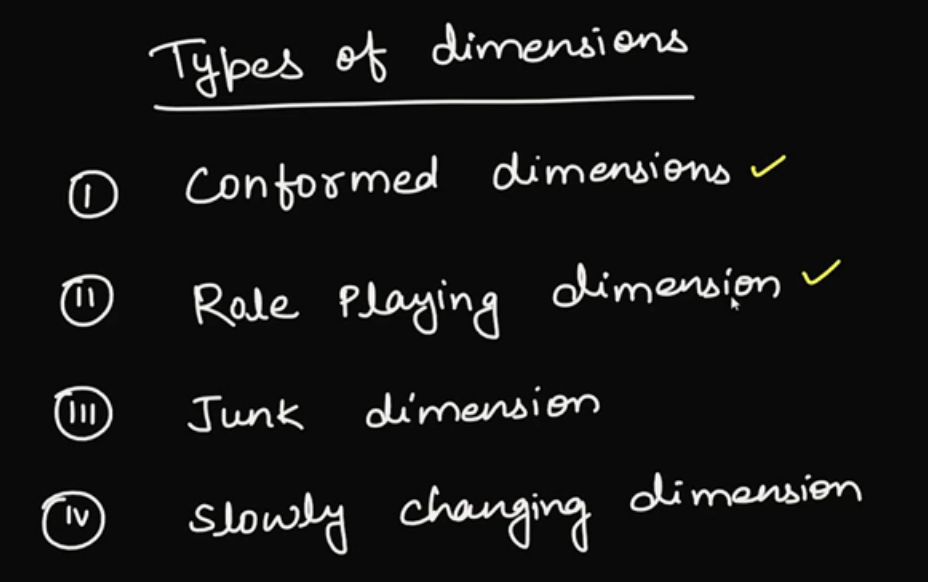 Types of dimensions
I Conformed dimensions ✓
II Role Playing dimension ✓
III Junk dimension
IV Slowly changing dimension